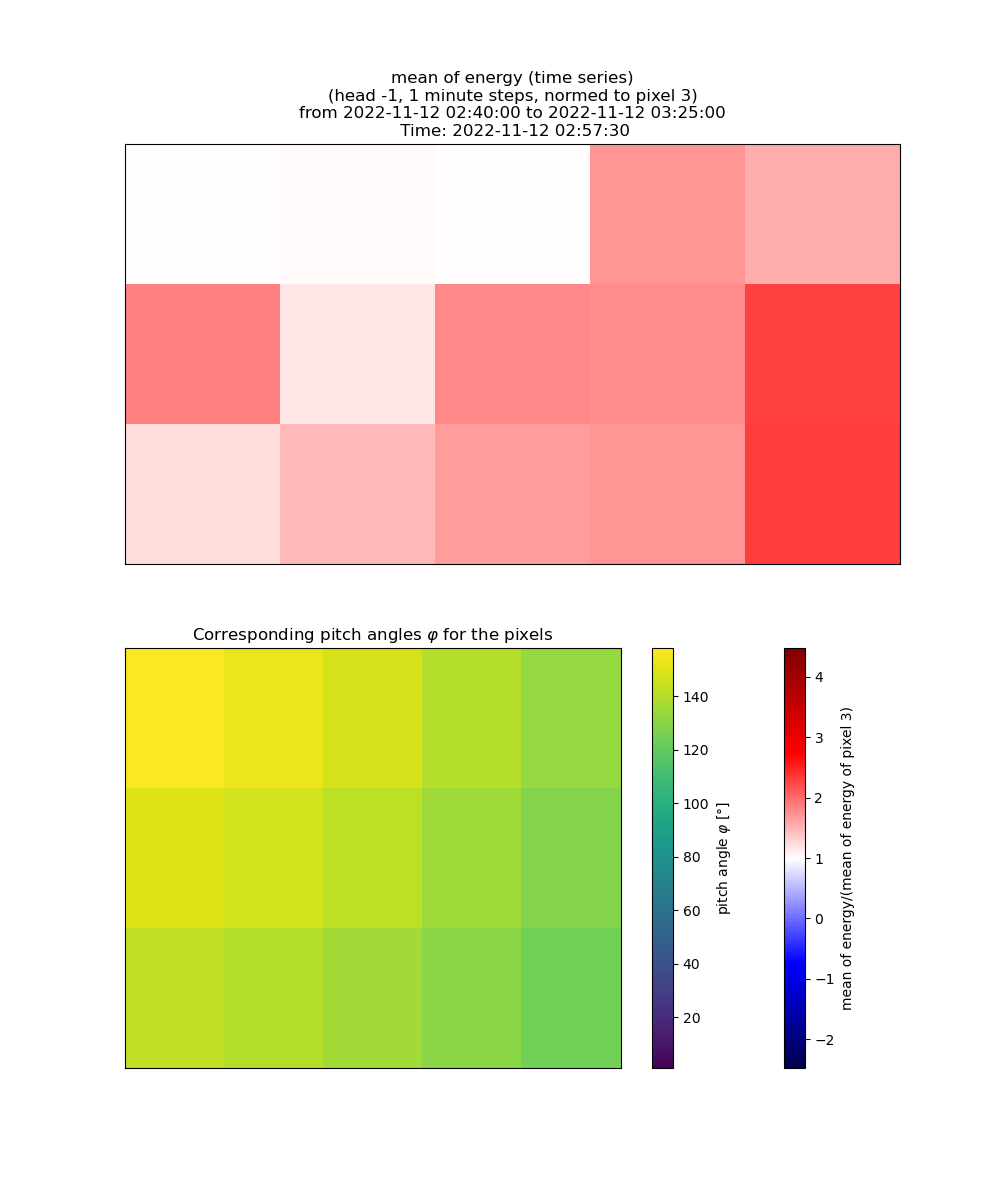 mean of energy (time series)
(head -1, 1 minute steps, normed to pixel 3)
from 2022-11-12 02:40:00 to 2022-11-12 03:25:00
Time: 2022-11-12 02:57:30
Corresponding pitch angles φ for the pixels
140
120
100
80
60
40
20
pitch angle φ [°]
4
3
2
1
0
−1
−2
mean of energy/(mean of energy of pixel 3)